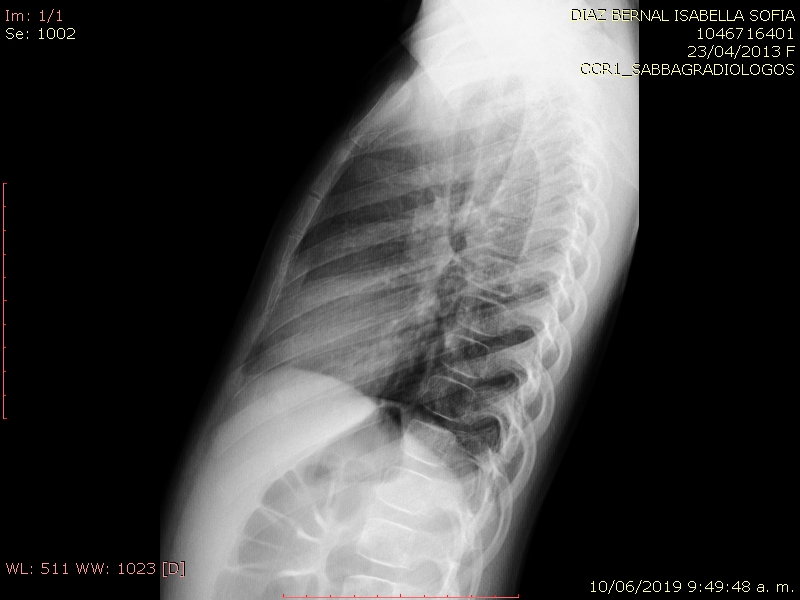 Im: 1/1
Se: 1002
DIAZ BERNAL ISABELLA SOFIA
1046716401
23/04/2013 F
CCR1_SABBAGRADIOLOGOS
WL: 511 WW: 1023 [D]
10/06/2019 9:49:48 a. m.